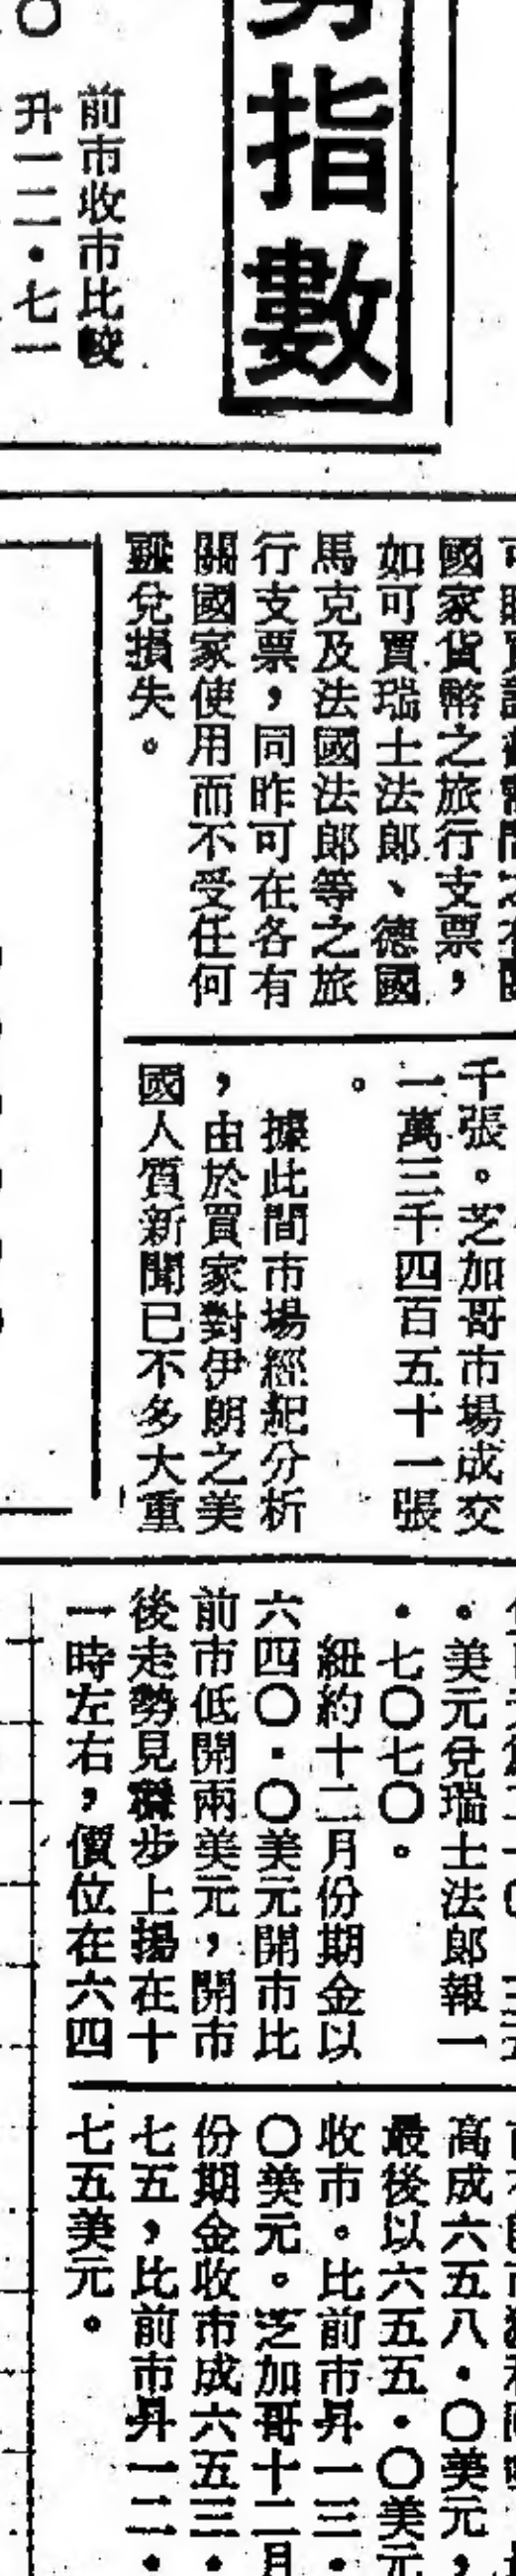 指數
前市收市比較
升一二・七一
國家貨幣之旅行支票，
如可買瑞士法郎、德國
馬克及法國法郎等之旅
行支票，同昨可在各有
關國家使用而不受任何
兌損失。
千張。芝加哥市場成交
一萬三千四百五十一張
。
據此間市場經紀分析
，由於買家對伊朗之美
國人質新聞已不多大重
。美元兌瑞士法郎報一
・七〇七〇。
紐約十二月份期金以
六四〇・〇美元開市比
前市低開兩美元，開市
後走勢見步上揚在十
一時左右，價位在六四
高成六五八・〇美元，
最後以六五五・〇美元
收市。比前市昇一三・
〇美元。芝加哥十二月
份期金收市成六五三・
七五，比前市昇一二・
七五美元。